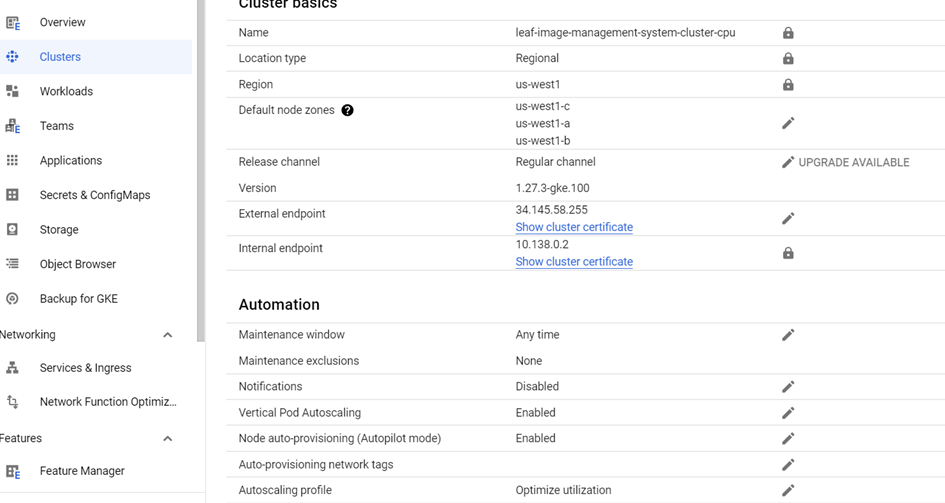 Overview
Clusters
Workloads
Teams
Applications
Secrets & ConfigMaps
Storage
Object Browser
Backup for GKE
Networking
Services & Ingress
Network Function Optimiz...
Features
Feature Manager
Cluster basics
Name leaf-image-management-system-cluster-cpu
Location type Regional
Region us-west1
Default node zones ? us-west1-c
us-west1-a
us-west1-b
Release channel Regular channel UPGRADE AVAILABLE
Version 1.27.3-gke.100
External endpoint 34.145.58.255
Show cluster certificate
Internal endpoint 10.138.0.2
Show cluster certificate
Automation
Maintenance window Any time
Maintenance exclusions None
Notifications Disabled
Vertical Pod Autoscaling Enabled
Node auto-provisioning (Autopilot mode) Enabled
Auto-provisioning network tags
Autoscaling profile Optimize utilization